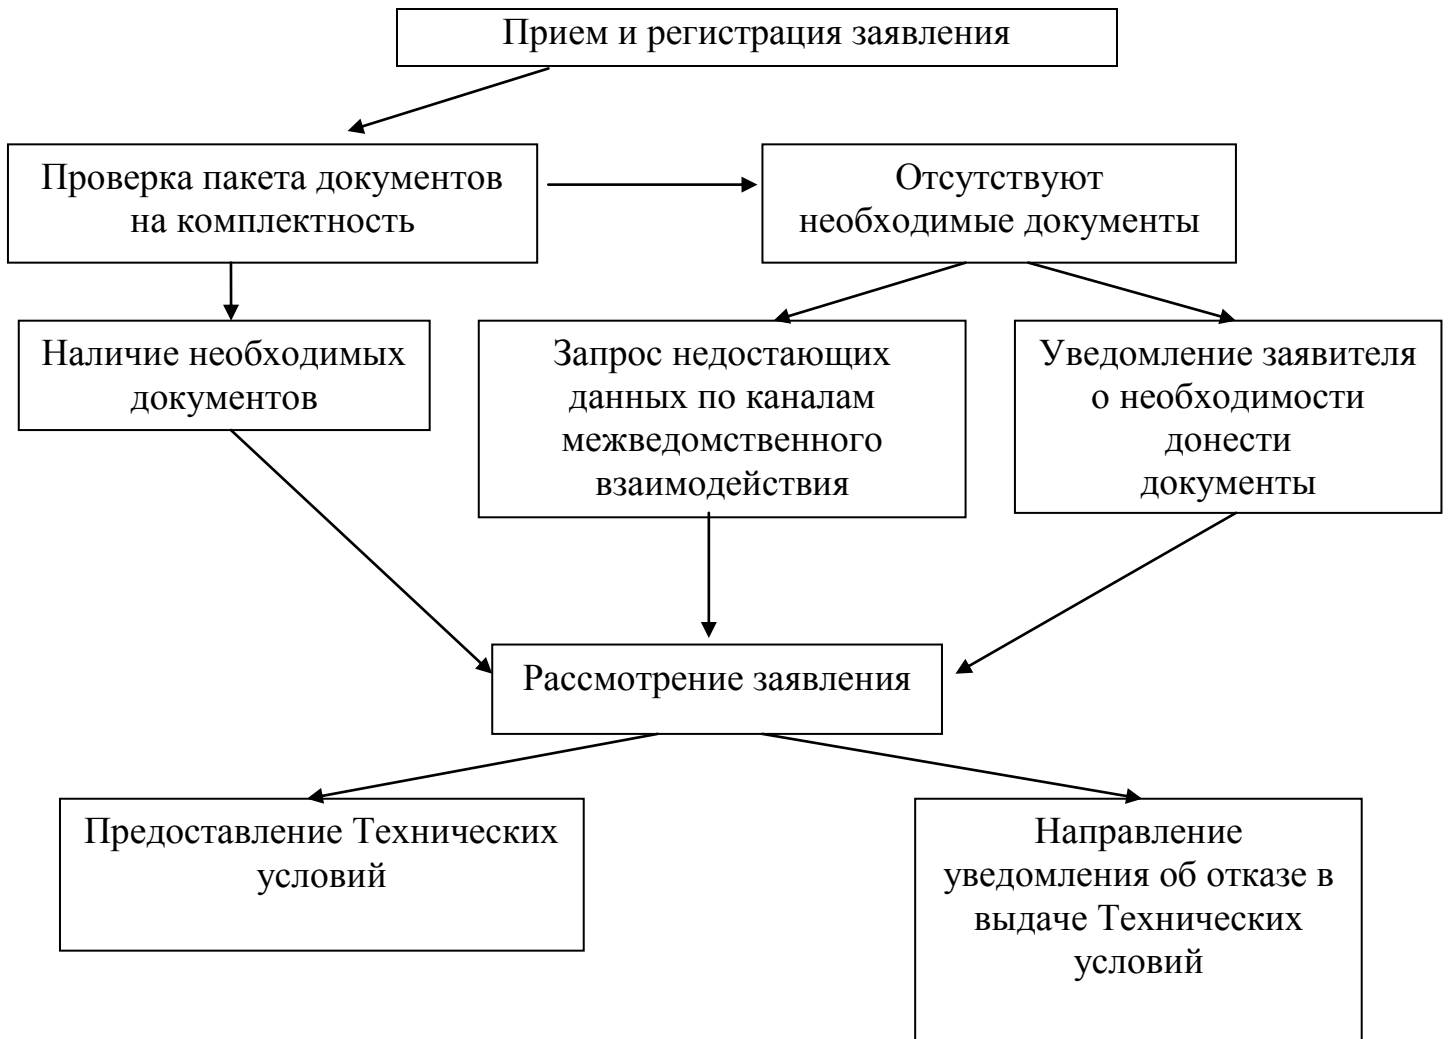 Прием и регистрация заявления
Проверка пакета документов
на комплектность
Отсутствуют
необходимые документы
Наличие необходимых
документов
Запрос недостающих
данных по каналам
межведомственного
взаимодействия
Уведомление заявителя
о необходимости
донести
документы
Рассмотрение заявления
Предоставление Технических
условий
Направление
уведомления об отказе в
выдаче Технических
условий